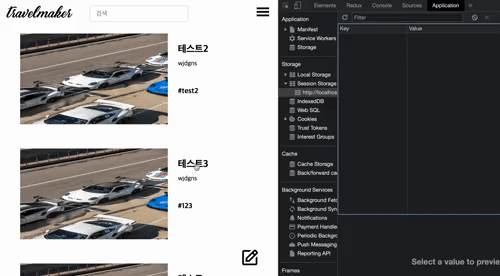 travelmaker
검색
테스트2
wjdgns
#test2
테스트3
wjdgns
#123
Elements
Console
Sources
Application
»
Application
Manifest
Service Workers
Storage
Storage
Local Storage
Session Storage
http://localhos
IndexedDB
Web SQL
Cookies
Trust Tokens
Interest Groups
Cache
Cache Storage
Back/forward ca
Background Services
Background Fetc
Background Syn
Notifications
Payment Handle
Periodic Backgro
Push Messaging
Reporting API
Frames
Filter
Key
Value
Select a value to previe